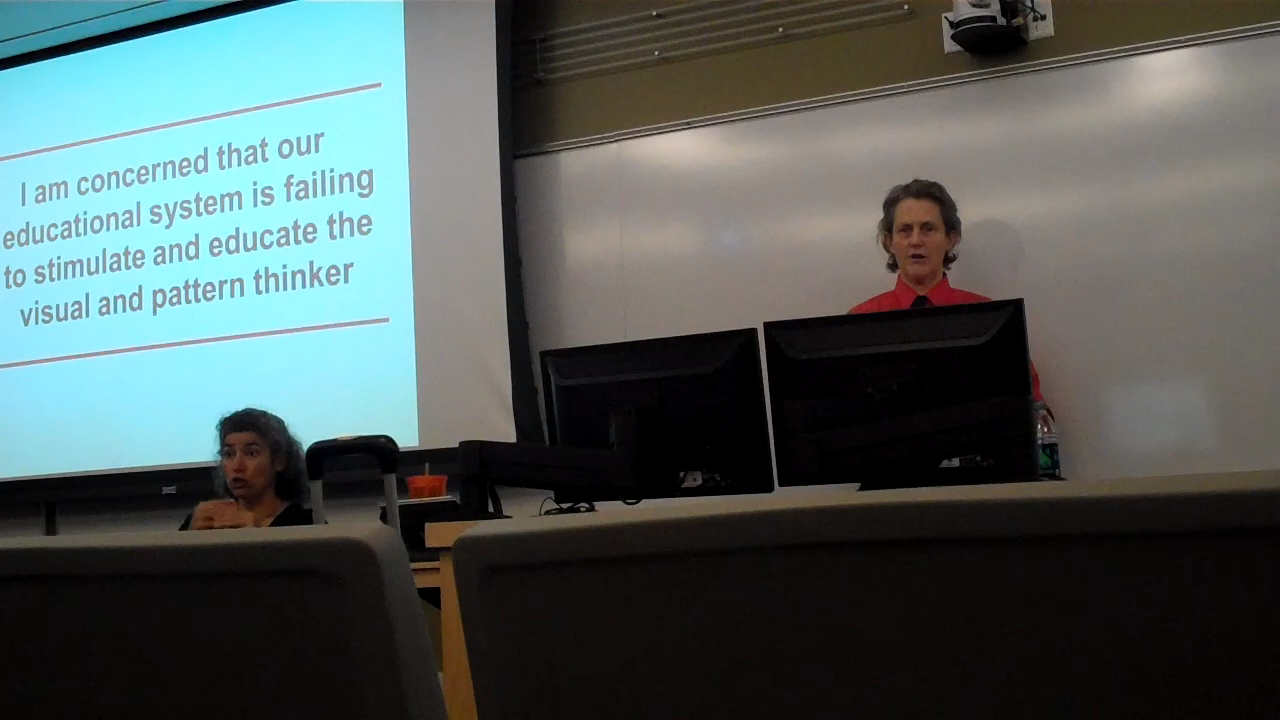 I am concerned that our
educational system is failing
to stimulate and educate the
visual and pattern thinker